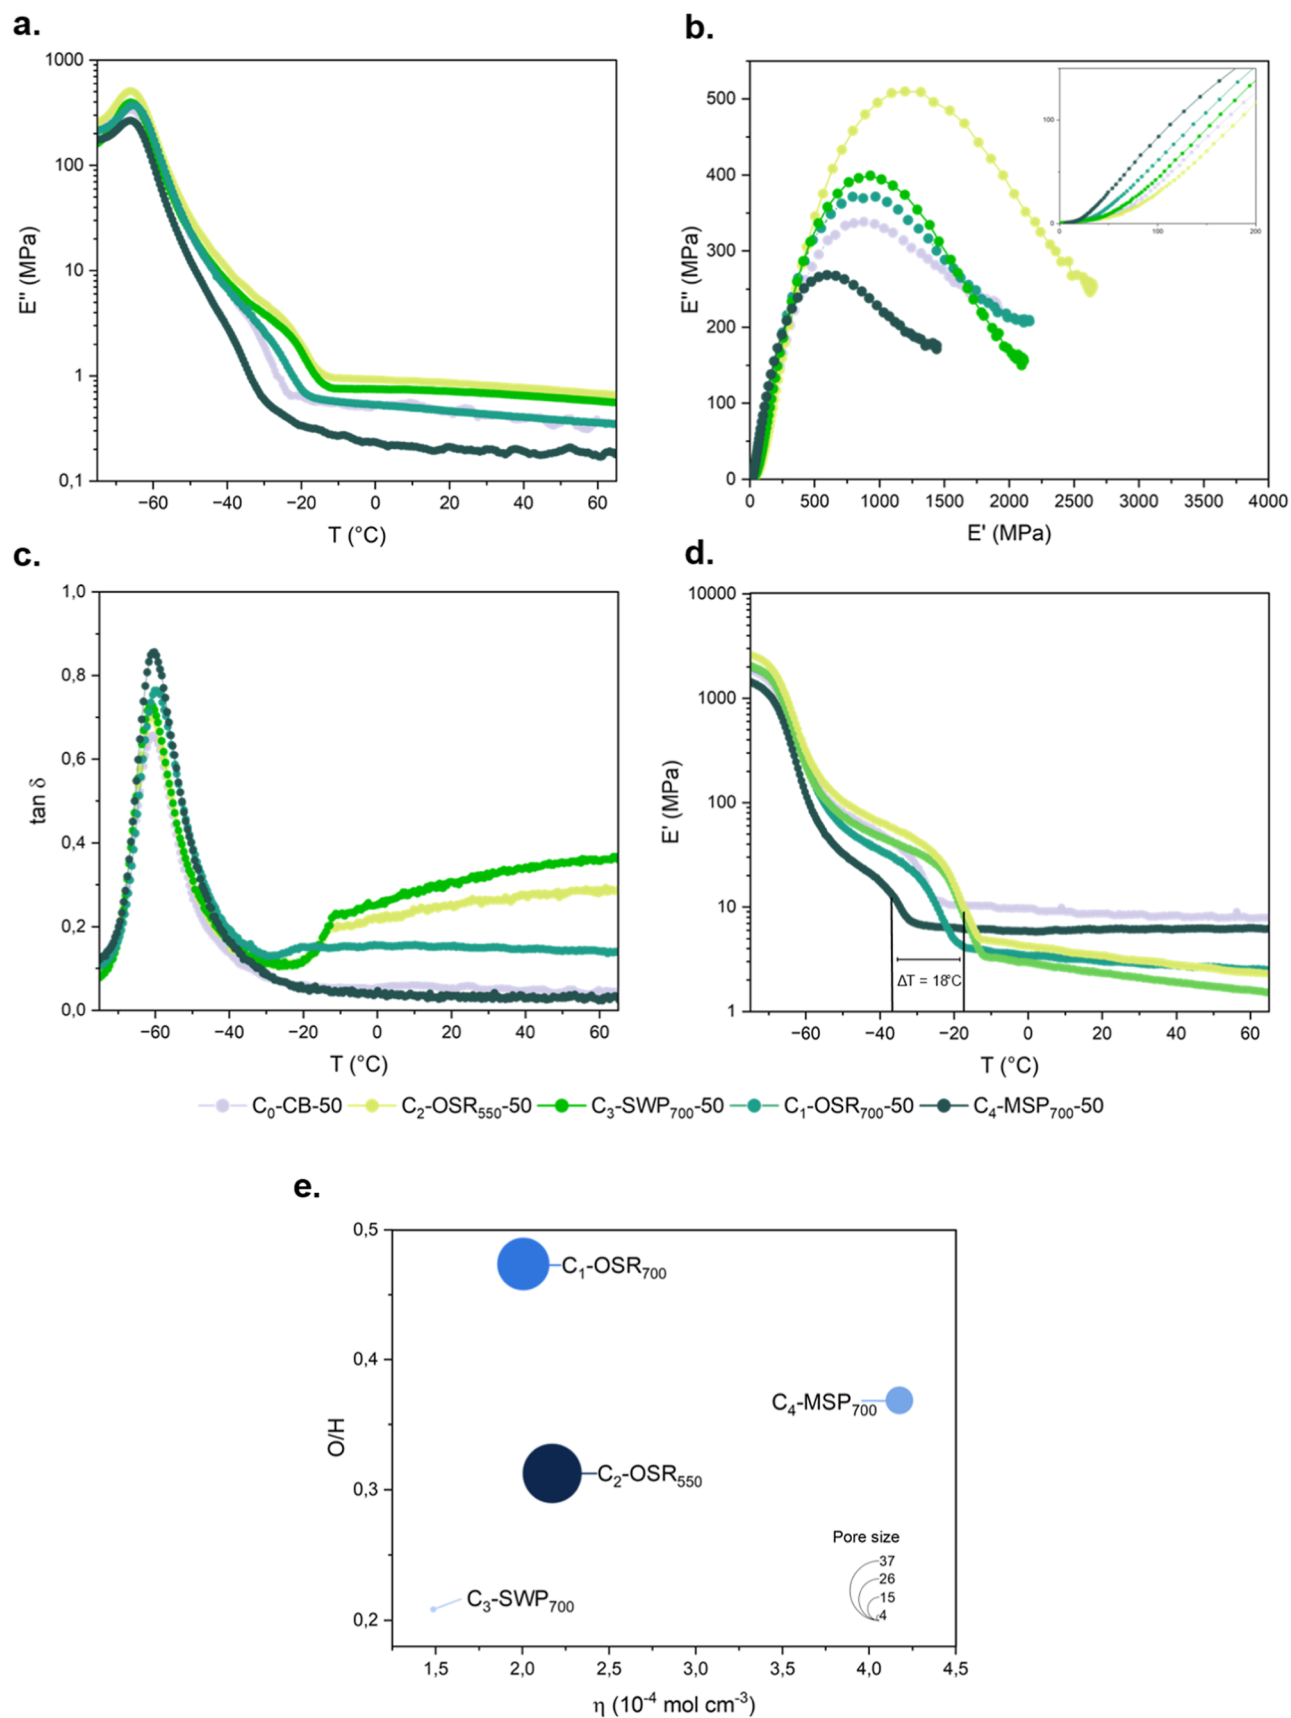 a.
1000
100
10
1
0,1
E'' (MPa)
−60 −40 −20 0 20 40 60
T (°C)
b.
500
400
300
200
100
0
E'' (MPa)
0 500 1000 1500 2000 2500 3000 3500 4000
E' (MPa)
100
0
0 100 200
c.
1,0
0,8
0,6
0,4
0,2
0,0
tan δ
−60 −40 −20 0 20 40 60
T (°C)
d.
10000
1000
100
10
1
E' (MPa)
ΔT = 18°C
−60 −40 −20 0 20 40 60
T (°C)
C0-CB-50 C2-OSR550-50 C3-SWP700-50 C1-OSR700-50 C4-MSP700-50
e.
0,5
0,4
0,3
0,2
O/H
C1-OSR700
C4-MSP700
C2-OSR550
C3-SWP700
Pore size
37
26
15
4
1,5 2,0 2,5 3,0 3,5 4,0 4,5
η (10-4 mol cm-3)